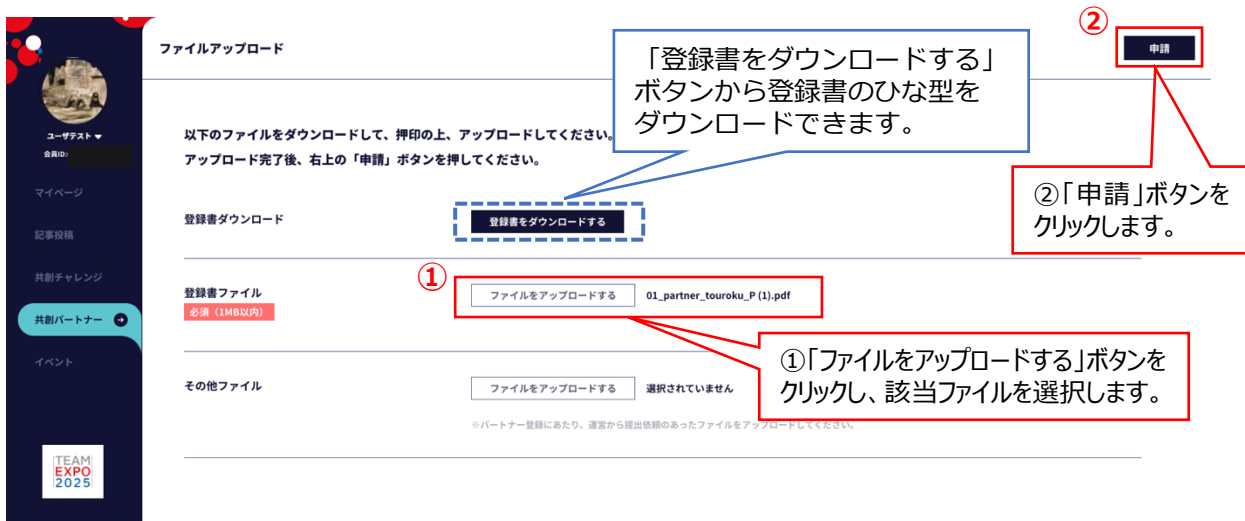 ②
ファイルアップロード
申請
「登録書をダウンロードする」
ボタンから登録書のひな型を
ダウンロードできます。
ユーザテスト
会員ID:
以下のファイルをダウンロードして、押印の上、アップロードしてください。
アップロード完了後、右上の「申請」ボタンを押してください。
②「申請」ボタンを
クリックします。
マイページ
記事投稿
共創チャレンジ
共創パートナー
イベント
登録書ダウンロード
登録書をダウンロードする
①
登録書ファイル
必須（1MB以内）
ファイルをアップロードする
01_partner_touroku_P (1).pdf
①「ファイルをアップロードする」ボタンを
クリックし、該当ファイルを選択します。
その他ファイル
ファイルをアップロードする
選択されていません
※パートナー登録にあたり、運営から提出依頼のあったファイルをアップロードしてください。
TEAM
EXPO
2025